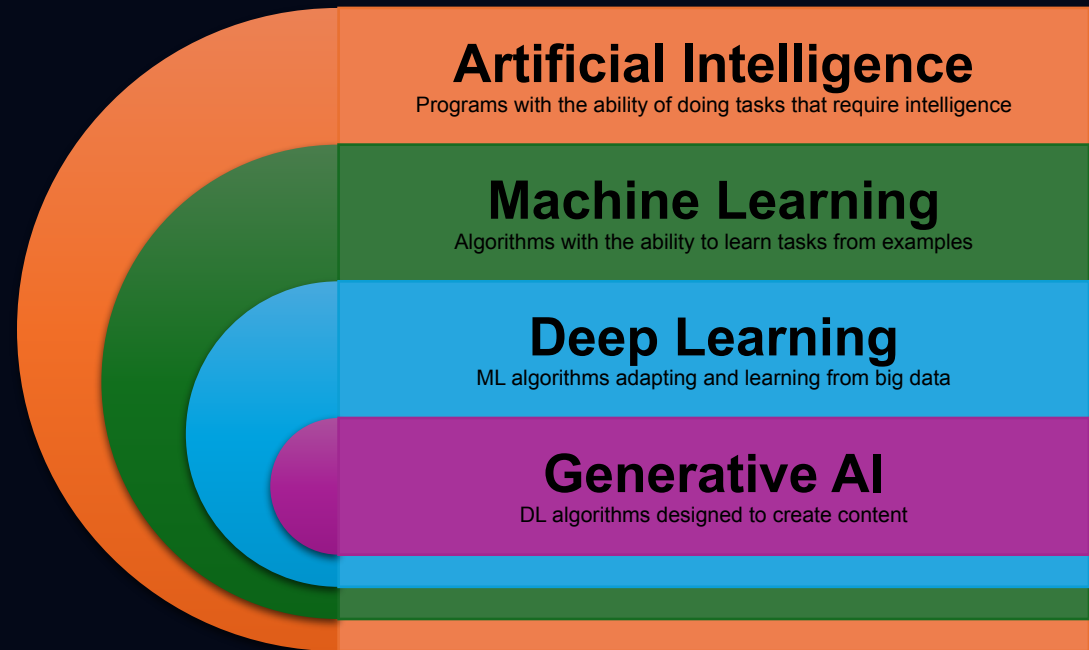 Artificial Intelligence
Programs with the ability of doing tasks that require intelligence
Machine Learning
Algorithms with the ability to learn tasks from examples
Deep Learning
ML algorithms adapting and learning from big data
Generative AI
DL algorithms designed to create content